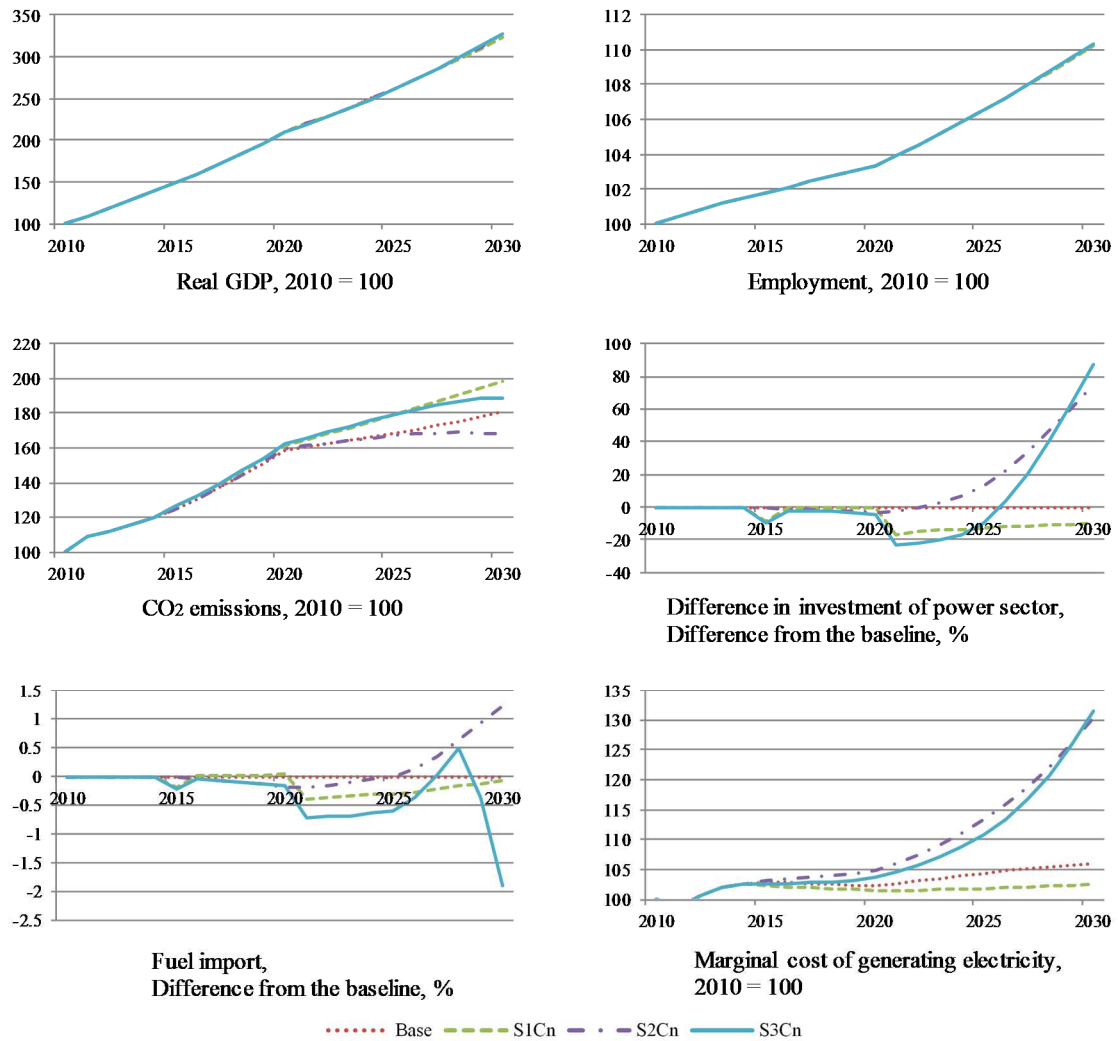 350
300
250
200
150
100
2010 2015 2020 2025 2030
Real GDP, 2010 = 100
112
110
108
106
104
102
100
2010 2015 2020 2025 2030
Employment, 2010 = 100
220
200
180
160
140
120
100
2010 2015 2020 2025 2030
CO2 emissions, 2010 = 100
100
80
60
40
20
0
-20
-40
2010 2015 2020 2025 2030
Difference in investment of power sector,
Difference from the baseline, %
1.5
1
0.5
0
-0.5
-1
-1.5
-2
-2.5
2010 2015 2020 2025 2030
Fuel import,
Difference from the baseline, %
135
130
125
120
115
110
105
100
2010 2015 2020 2025 2030
Marginal cost of generating electricity,
2010 = 100
Base S1Cn S2Cn S3Cn